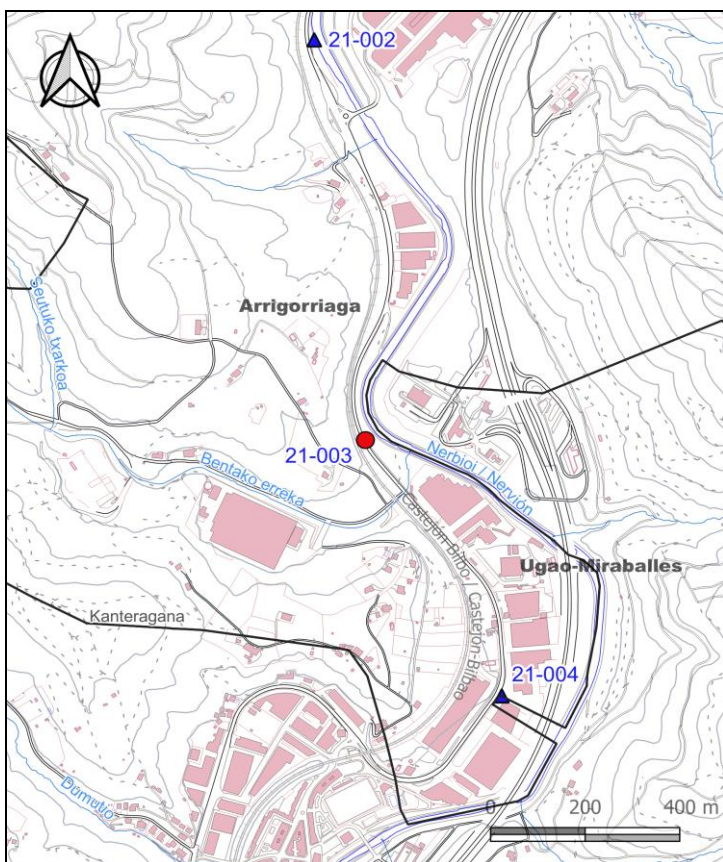 21-002
Arrigorriaga
Seutuko txarkoa
21-003
Bentako erreka
Nerbioi / Nervión
Castejón Bilbo - Castejón-Bilbao
Ugao-Miraballes
Kanteragana
21-004
Dumutio
0 200 400 m